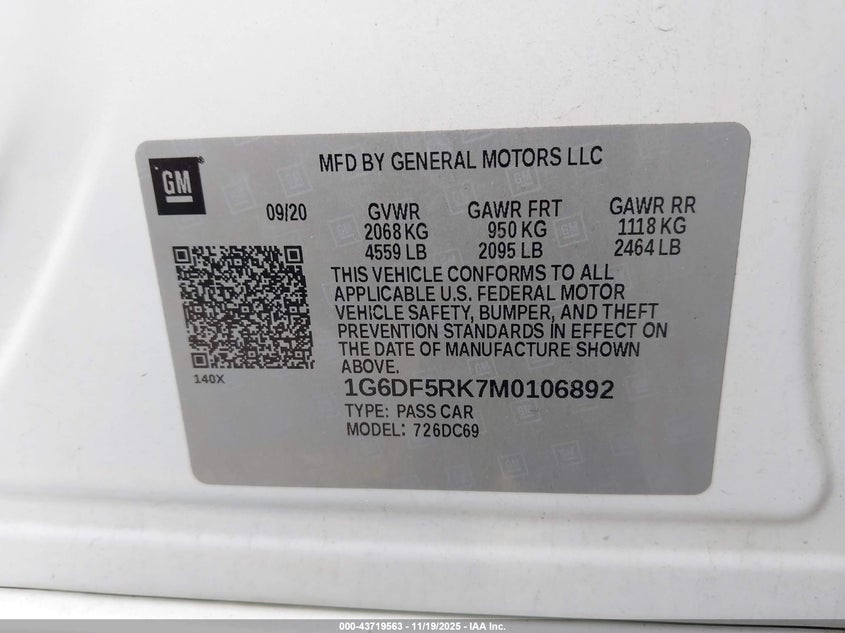 GM
MFD BY GENERAL MOTORS LLC
09/20 GVWR GAWR FRT GAWR RR
2068 KG 950 KG 1118 KG
4559 LB 2095 LB 2464 LB
THIS VEHICLE CONFORMS TO ALL
APPLICABLE U.S. FEDERAL MOTOR
VEHICLE SAFETY, BUMPER, AND THEFT
PREVENTION STANDARDS IN EFFECT ON
THE DATE OF MANUFACTURE SHOWN
ABOVE.
140X
1G6DF5RK7M0106892
TYPE: PASS CAR
MODEL: 726DC69
000-43719563 - 11/19/2025 - IAA Inc.